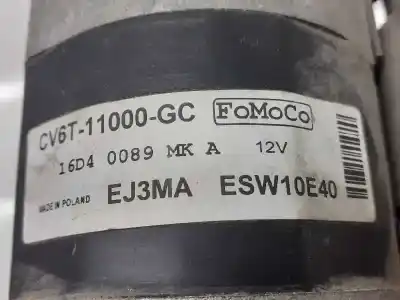 CV6T-11000-GC FoMoCo
16D4 0089 MK A 12V
MADE IN POLAND EJ3MA ESW10E40